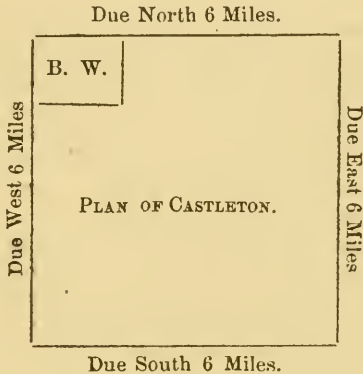 Due North 6 Miles.
B. W.
Due West 6 Miles
PLAN OF CASTLETON.
Due East 6 Miles
Due South 6 Miles.